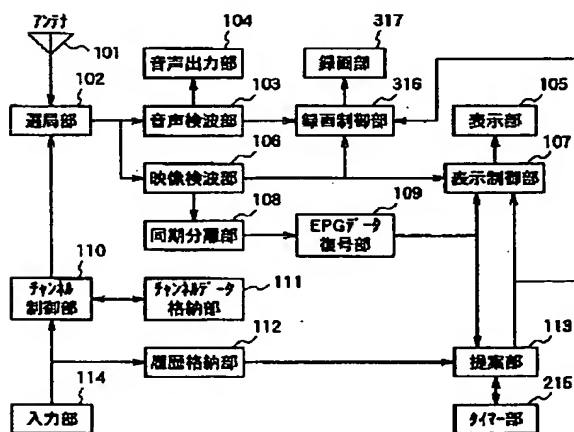 アンテナ
101
104
音声出力部
317
録画部
102
103
316
105
選局部
音声検波部
録画制御部
表示部
106
107
映像検波部
表示制御部
108
109
同期分離部
EPGデータ
復号部
110
チャンネル
制御部
チャンネルデータ
格納部
111
112
113
履歴格納部
提案部
114
215
入力部
タイマー部